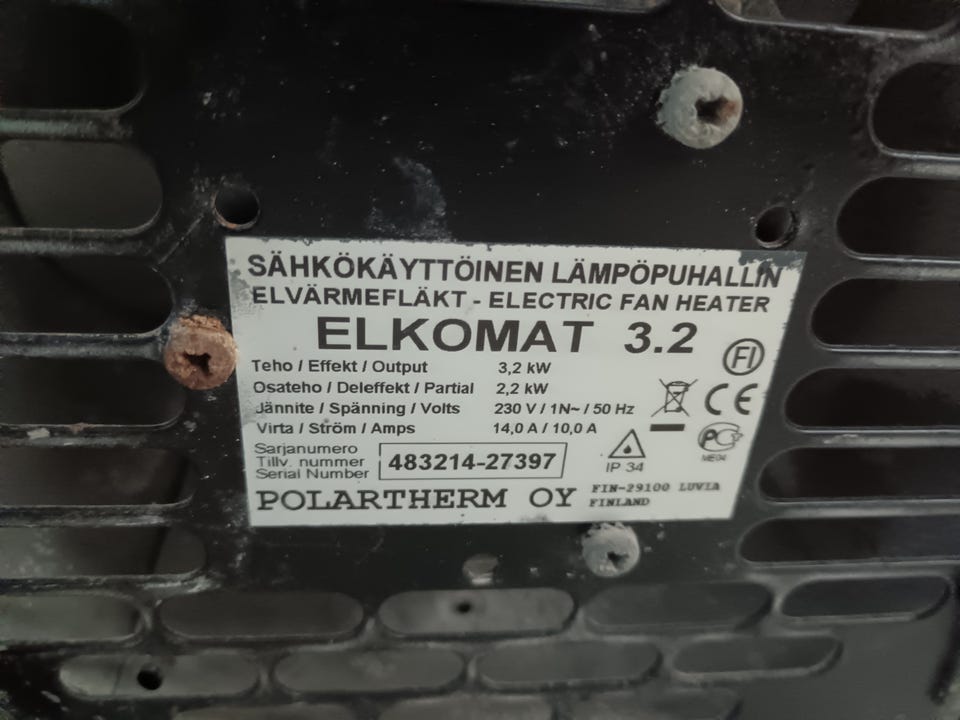 SÄHKÖKÄYTTÖINEN LÄMPÖPUHALLIN
ELVÄRMEFLÄKT - ELECTRIC FAN HEATER
ELKOMAT 3.2
FI
Teho / Effekt / Output 3,2 kW
Osateho / Deleffekt / Partial 2,2 kW
Jännite / Spänning / Volts 230 V / 1N~ / 50 Hz
CE
Virta / Ström / Amps 14,0 A / 10,0 A
Sarjanumero
Tillv. nummer
Serial Number
483214-27397
IP 34
ME04
POLARTHERM OY
FIN-29100 LUVIA
FINLAND